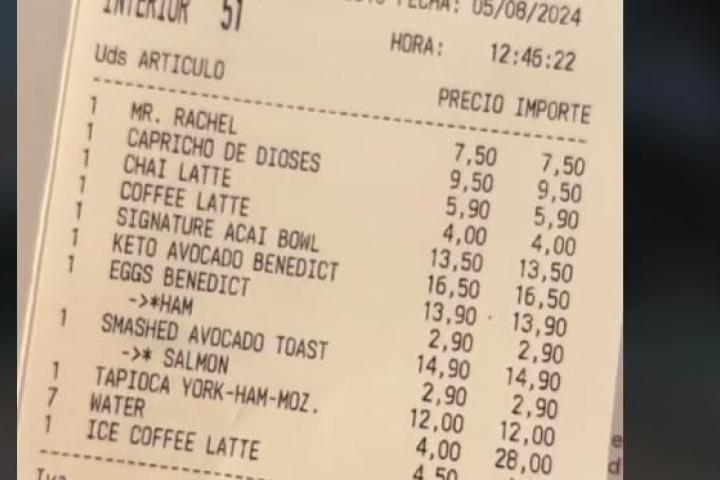 INTERIOR 51 FECHA: 05/08/2024
HORA: 12:46:22
Uds ARTICULO PRECIO IMPORTE
1 MR. RACHEL 7,50 7,50
1 CAPRICHO DE DIOSES 9,50 9,50
1 CHAI LATTE 5,90 5,90
1 COFFEE LATTE 4,00 4,00
1 SIGNATURE ACAI BOWL 13,50 13,50
1 KETO AVOCADO BENEDICT 16,50 16,50
1 EGGS BENEDICT 13,90 13,90
->*HAM 2,90 2,90
1 SMASHED AVOCADO TOAST 14,90 14,90
->* SALMON 2,90 2,90
1 TAPIOCA YORK-HAM-MOZ. 12,00 12,00
7 WATER 4,00 28,00
1 ICE COFFEE LATTE 4,50